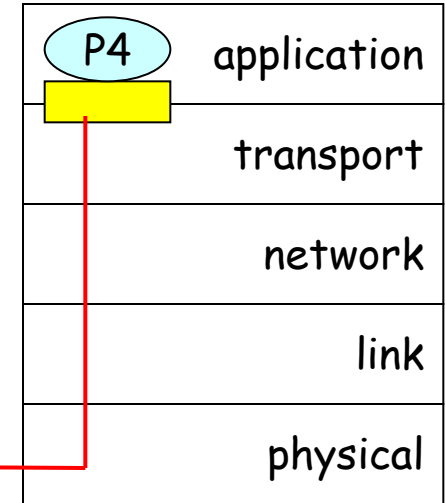 P4 application
transport
network
link
physical